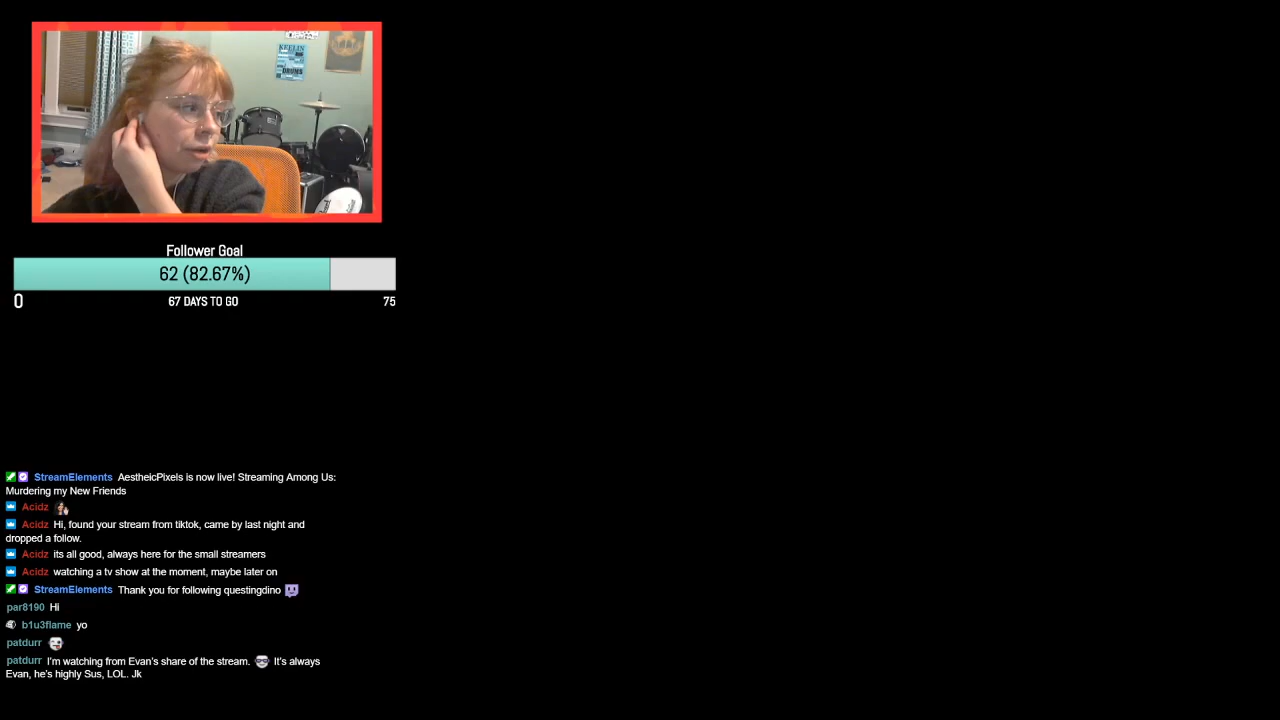 KEELIN
DRUMS
Follower Goal
62 (82.67%)
0 67 DAYS TO GO 75
StreamElements AestheicPixels is now live! Streaming Among Us:
Murdering my New Friends
Acidz
Acidz Hi, found your stream from tiktok, came by last night and
dropped a follow.
Acidz its all good, always here for the small streamers
Acidz watching a tv show at the moment, maybe later on
StreamElements Thank you for following questingdino
par8190 Hi
b1u3flame yo
patdurr
patdurr I'm watching from Evan's share of the stream. It's always
Evan, he's highly Sus, LOL. Jk